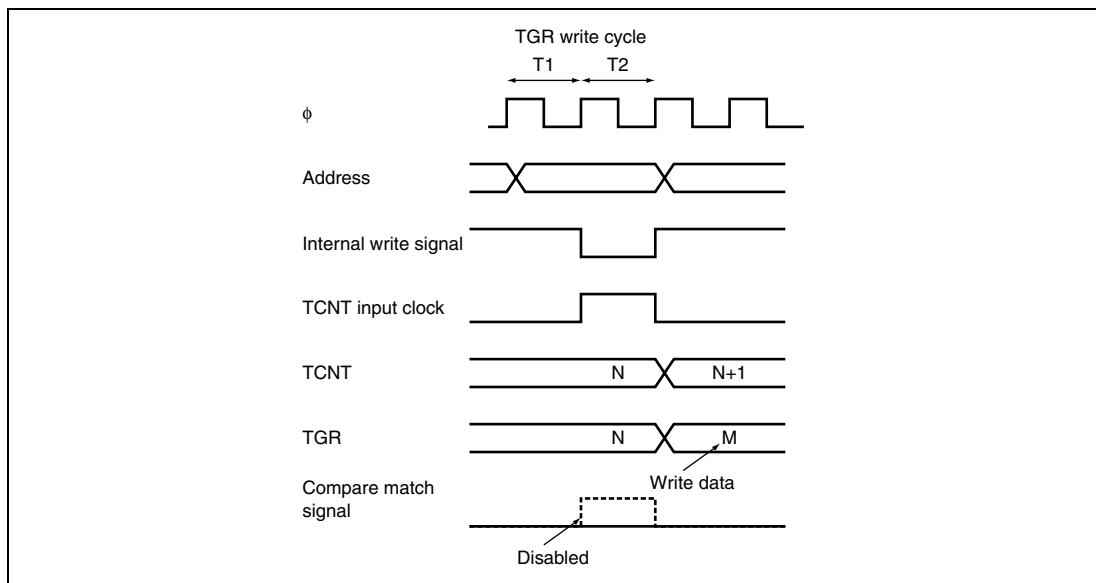 TGR write cycle
T1 T2
ϕ
Address
Internal write signal
TCNT input clock
TCNT N N+1
TGR N M
Write data
Compare match
signal
Disabled